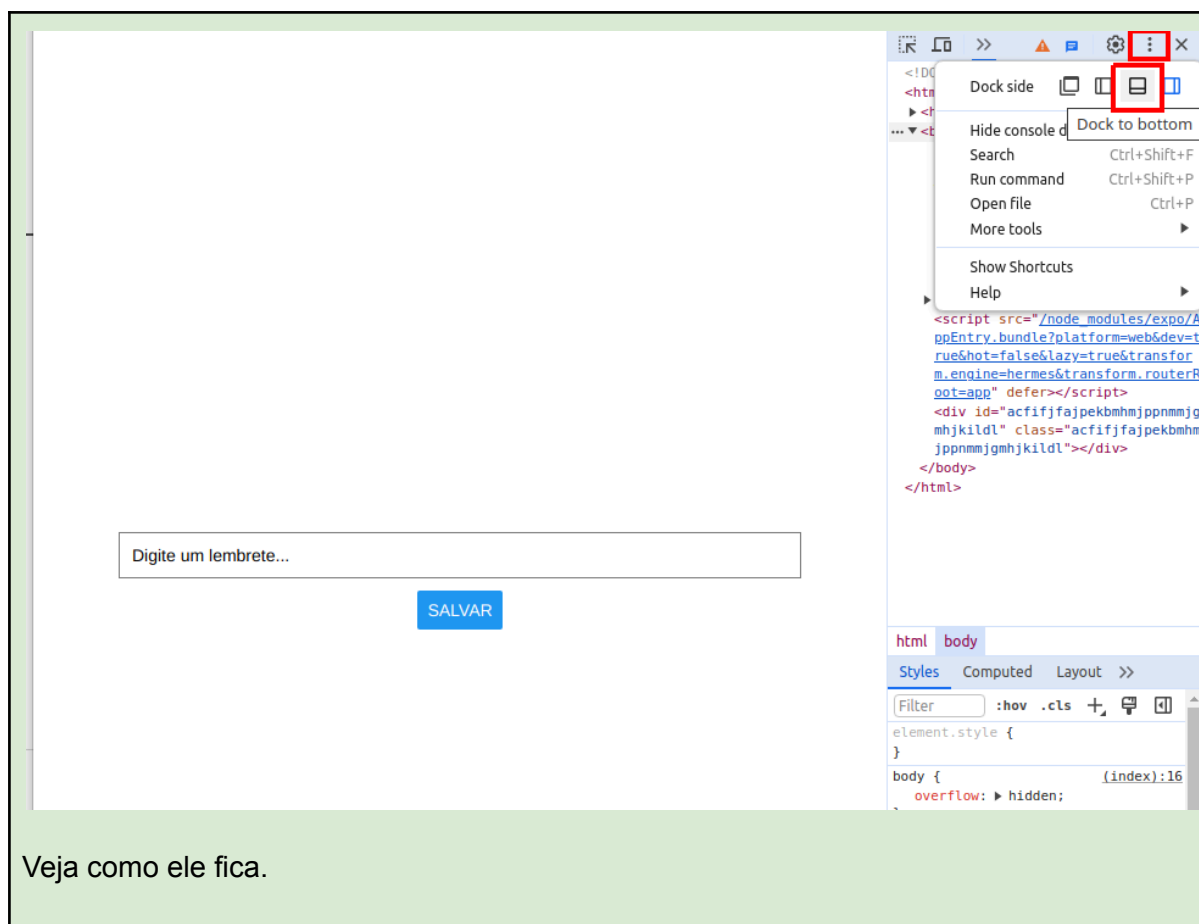 <!DO
<htm
<h
<b
Dock side
Dock to bottom
Hide console d
Search Ctrl+Shift+F
Run command Ctrl+Shift+P
Open file Ctrl+P
More tools
Show Shortcuts
Help
<script src="/node_modules/expo/A
ppEntry.bundle?platform=web&dev=t
rue&hot=false&lazy=true&transfor
m.engine=hermes&transform.routerR
oot=app" defer></script>
<div id="acfifjfajpekbmhmjppnmmjg
mhjkildl" class="acfifjfajpekbmhm
jppnmmjgmhjkildl"></div>
</body>
</html>
Digite um lembrete...
SALVAR
html body
Styles Computed Layout
Filter :hov .cls
element.style {
}
body { (index):16
overflow: hidden;
Veja como ele fica.